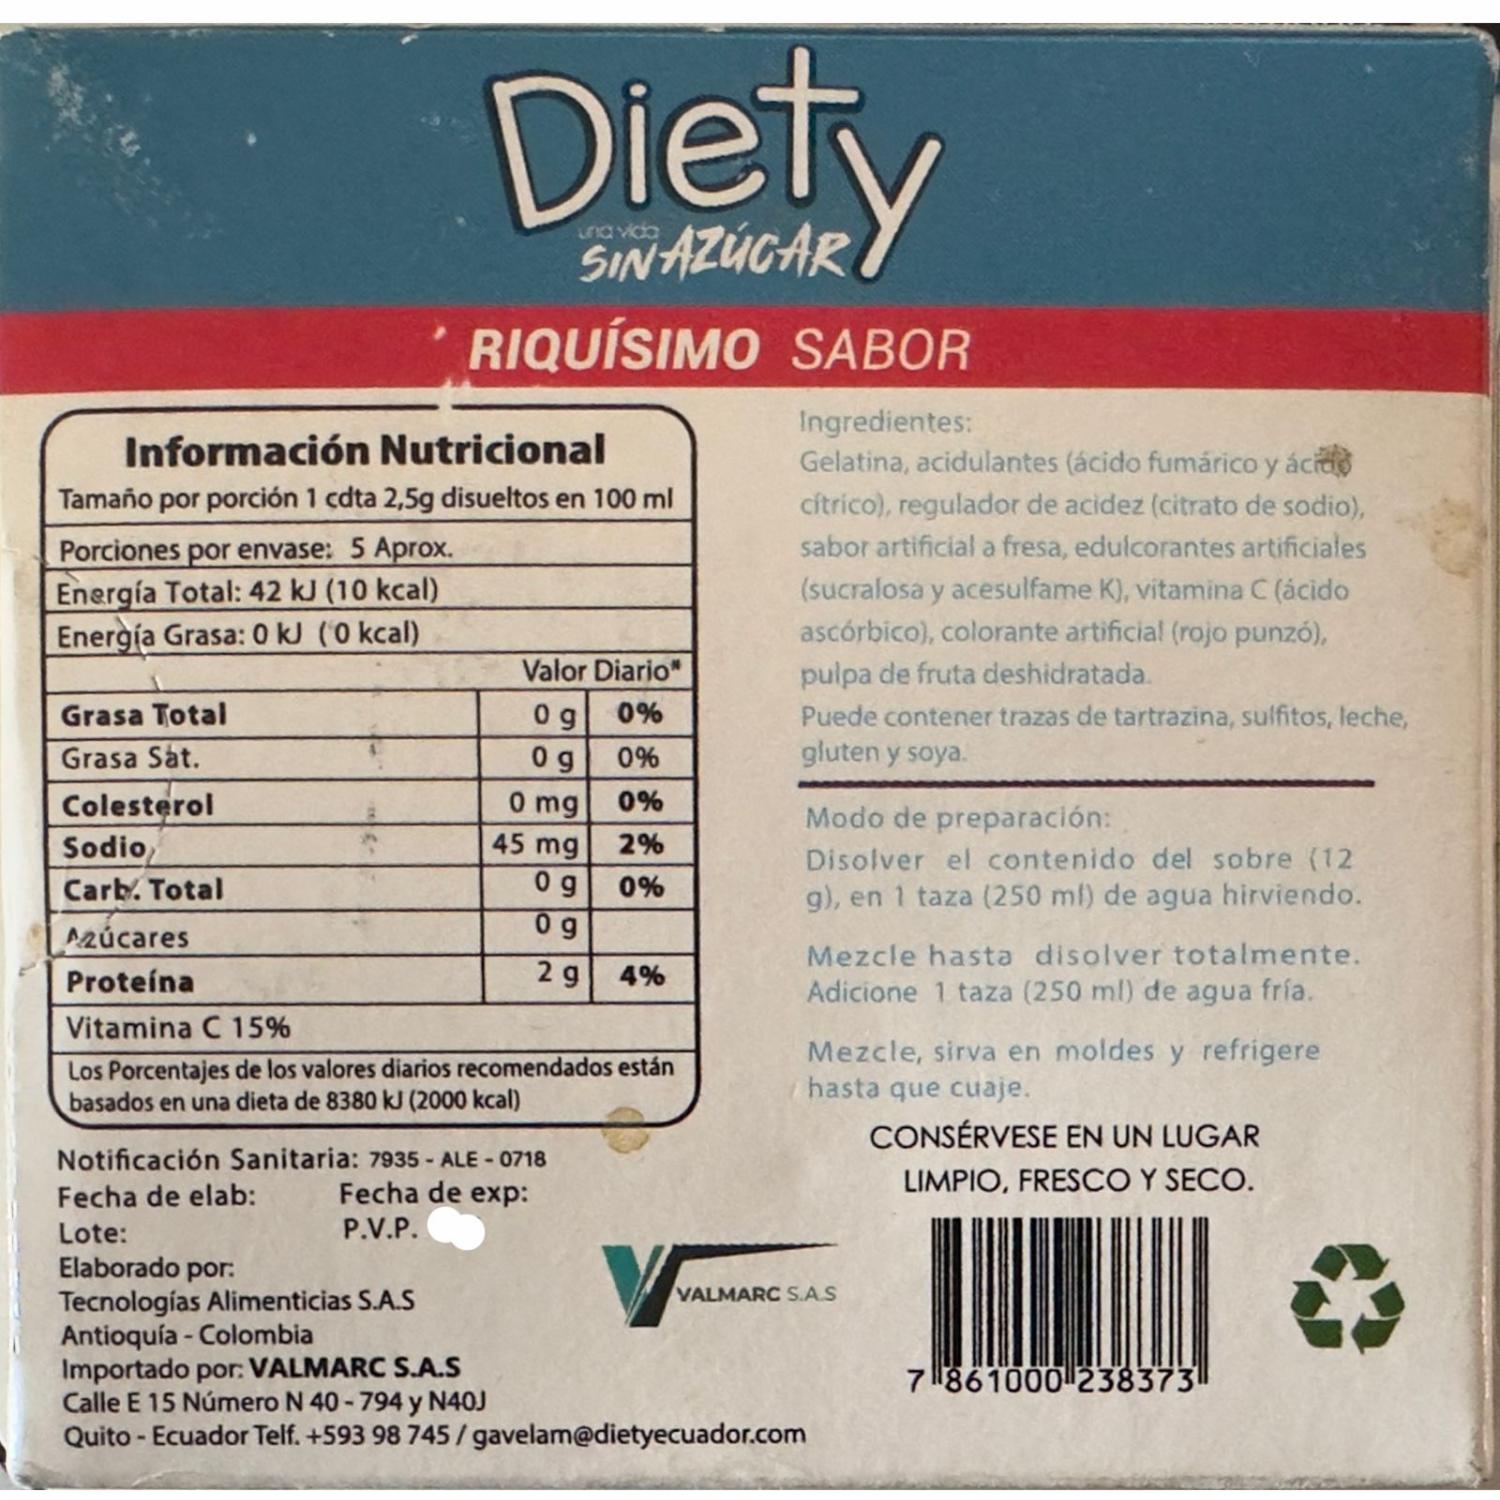 Diety
una vida
SIN AZÚCAR
RIQUÍSIMO SABOR
Información Nutricional
Tamaño por porción 1 cdta 2,5g disueltos en 100 ml
Porciones por envase: 5 Aprox.
Energía Total: 42 kJ (10 kcal)
Energía Grasa: 0 kJ (0 kcal)
Valor Diario*
Grasa Total 0 g 0%
Grasa Sat. 0 g 0%
Colesterol 0 mg 0%
Sodio 45 mg 2%
Carb. Total 0 g 0%
Azúcares 0 g
Proteína 2 g 4%
Vitamina C 15%
Los Porcentajes de los valores diarios recomendados están
basados en una dieta de 8380 kJ (2000 kcal)
Notificación Sanitaria: 7935 - ALE - 0718
Fecha de elab: Fecha de exp:
Lote: P.V.P.
Elaborado por:
Tecnologías Alimenticias S.A.S
Antioquía - Colombia
Importado por: VALMARC S.A.S
Calle E 15 Número N 40 - 794 y N40J
Quito - Ecuador Telf. +593 98 745 / gavelam@dietyecuador.com
VALMARC S.A.S
Ingredientes:
Gelatina, acidulantes (ácido fumárico y ácido
cítrico), regulador de acidez (citrato de sodio),
sabor artificial a fresa, edulcorantes artificiales
(sucralosa y acesulfame K), vitamina C (ácido
ascórbico), colorante artificial (rojo punzó),
pulpa de fruta deshidratada.
Puede contener trazas de tartrazina, sulfitos, leche,
gluten y soya.
Modo de preparación:
Disolver el contenido del sobre (12
g), en 1 taza (250 ml) de agua hirviendo.
Mezcle hasta disolver totalmente.
Adicione 1 taza (250 ml) de agua fría.
Mezcle, sirva en moldes y refrigere
hasta que cuaje.
CONSÉRVESE EN UN LUGAR
LIMPIO, FRESCO Y SECO.
7 861000 238373